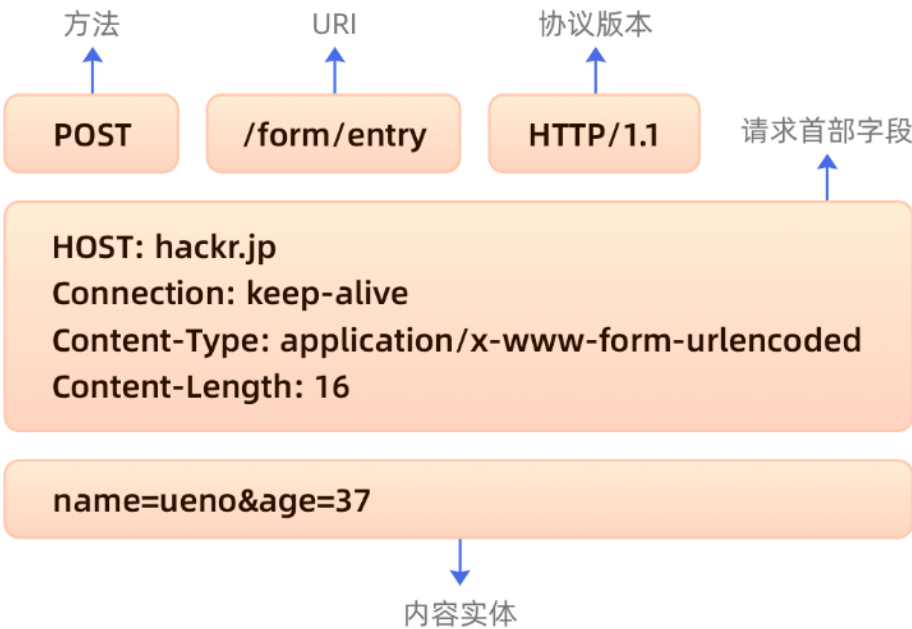 方法 URI 协议版本
POST /form/entry HTTP/1.1
请求首部字段
HOST: hackr.jp
Connection: keep-alive
Content-Type: application/x-www-form-urlencoded
Content-Length: 16
name=ueno&age=37
内容实体